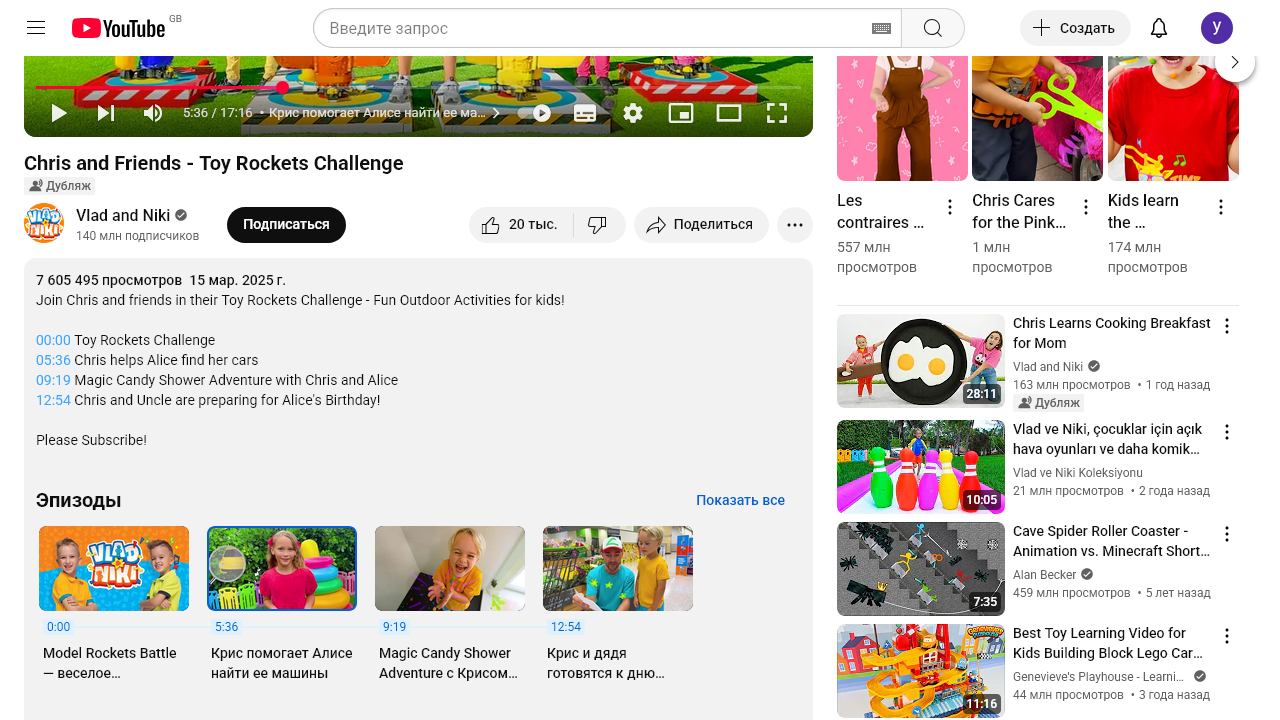 YouTube GB
Введите запрос
Создать
y
5:36 / 17:16 • Крис помогает Алисе найти ее ма...
Chris and Friends - Toy Rockets Challenge
Дубляж
Vlad and Niki
140 млн подписчиков
Подписаться
20 тыс.
Поделиться
7 605 495 просмотров 15 мар. 2025 г.
Join Chris and friends in their Toy Rockets Challenge - Fun Outdoor Activities for kids!
00:00 Toy Rockets Challenge
05:36 Chris helps Alice find her cars
09:19 Magic Candy Shower Adventure with Chris and Alice
12:54 Chris and Uncle are preparing for Alice's Birthday!
Please Subscribe!
Эпизоды
Показать все
VLAD
NIKI
0:00
Model Rockets Battle
— веселое...
5:36
Крис помогает Алисе
найти ее машины
9:19
Magic Candy Shower
Adventure с Крисом...
12:54
Крис и дядя
готовятся к дню...
Les
contraires ...
557 млн
просмотров
Chris Cares
for the Pink...
1 млн
просмотров
Kids learn
the ...
174 млн
просмотров
28:11
Chris Learns Cooking Breakfast
for Mom
Vlad and Niki
163 млн просмотров • 1 год назад
Дубляж
10:05
Vlad ve Niki, çocuklar için açık
hava oyunları ve daha komik...
Vlad ve Niki Koleksiyonu
21 млн просмотров • 2 года назад
7:35
Cave Spider Roller Coaster -
Animation vs. Minecraft Short...
Alan Becker
459 млн просмотров • 5 лет назад
11:16
Best Toy Learning Video for
Kids Building Block Lego Car...
Genevieve's Playhouse - Learni...
44 млн просмотров • 3 года назад